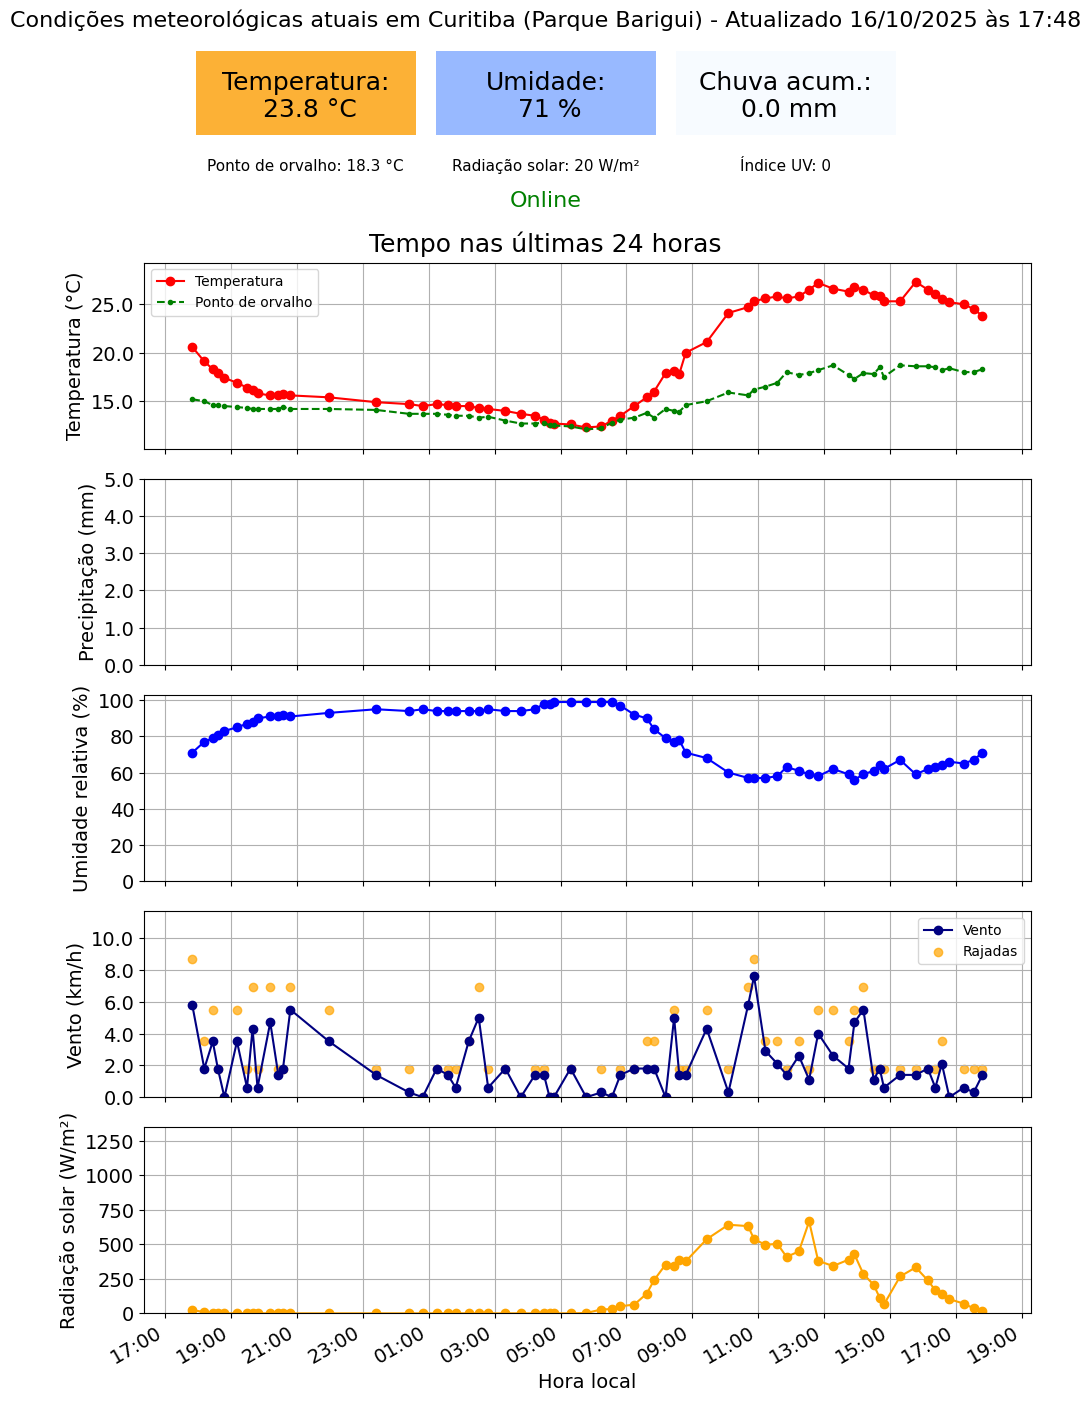 Condições meteorológicas atuais em Curitiba (Parque Barigui) - Atualizado 16/10/2025 às 17:48
Temperatura:
23.8 °C
Umidade:
71 %
Chuva acum.:
0.0 mm
Ponto de orvalho: 18.3 °C
Radiação solar: 20 W/m²
Índice UV: 0
Online
Tempo nas últimas 24 horas
Temperatura (°C)
25.0
20.0
15.0
Temperatura
Ponto de orvalho
Precipitação (mm)
5.0
4.0
3.0
2.0
1.0
0.0
Umidade relativa (%)
100
80
60
40
20
0
Vento (km/h)
10.0
8.0
6.0
4.0
2.0
0.0
Vento
Rajadas
Radiação solar (W/m²)
1250
1000
750
500
250
0
17:00
19:00
21:00
23:00
01:00
03:00
05:00
07:00
09:00
11:00
13:00
15:00
17:00
19:00
Hora local